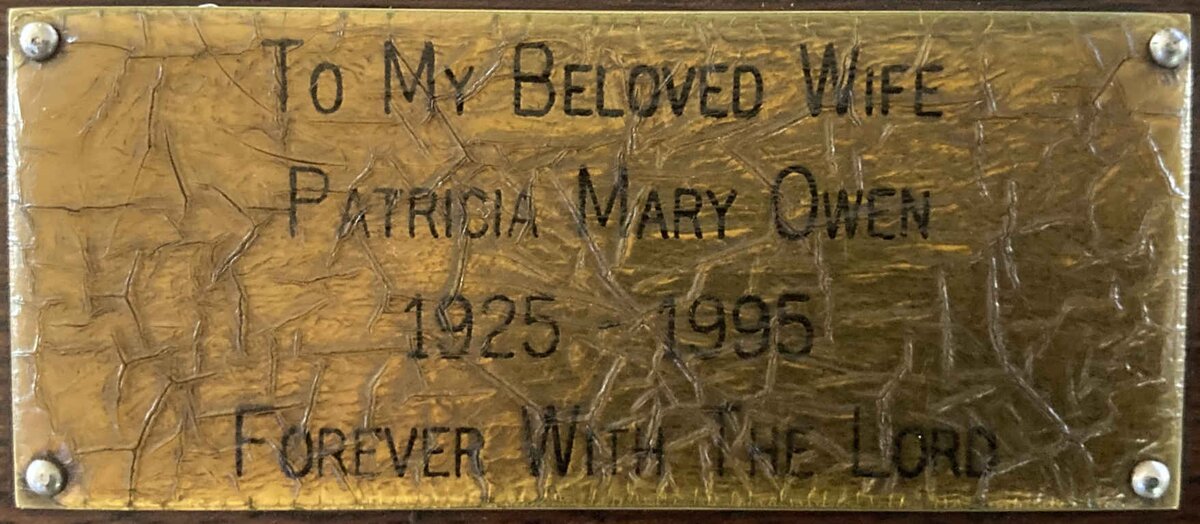 To My Beloved Wife
Patricia Mary Owen
1925 - 1995
Forever With The Lord